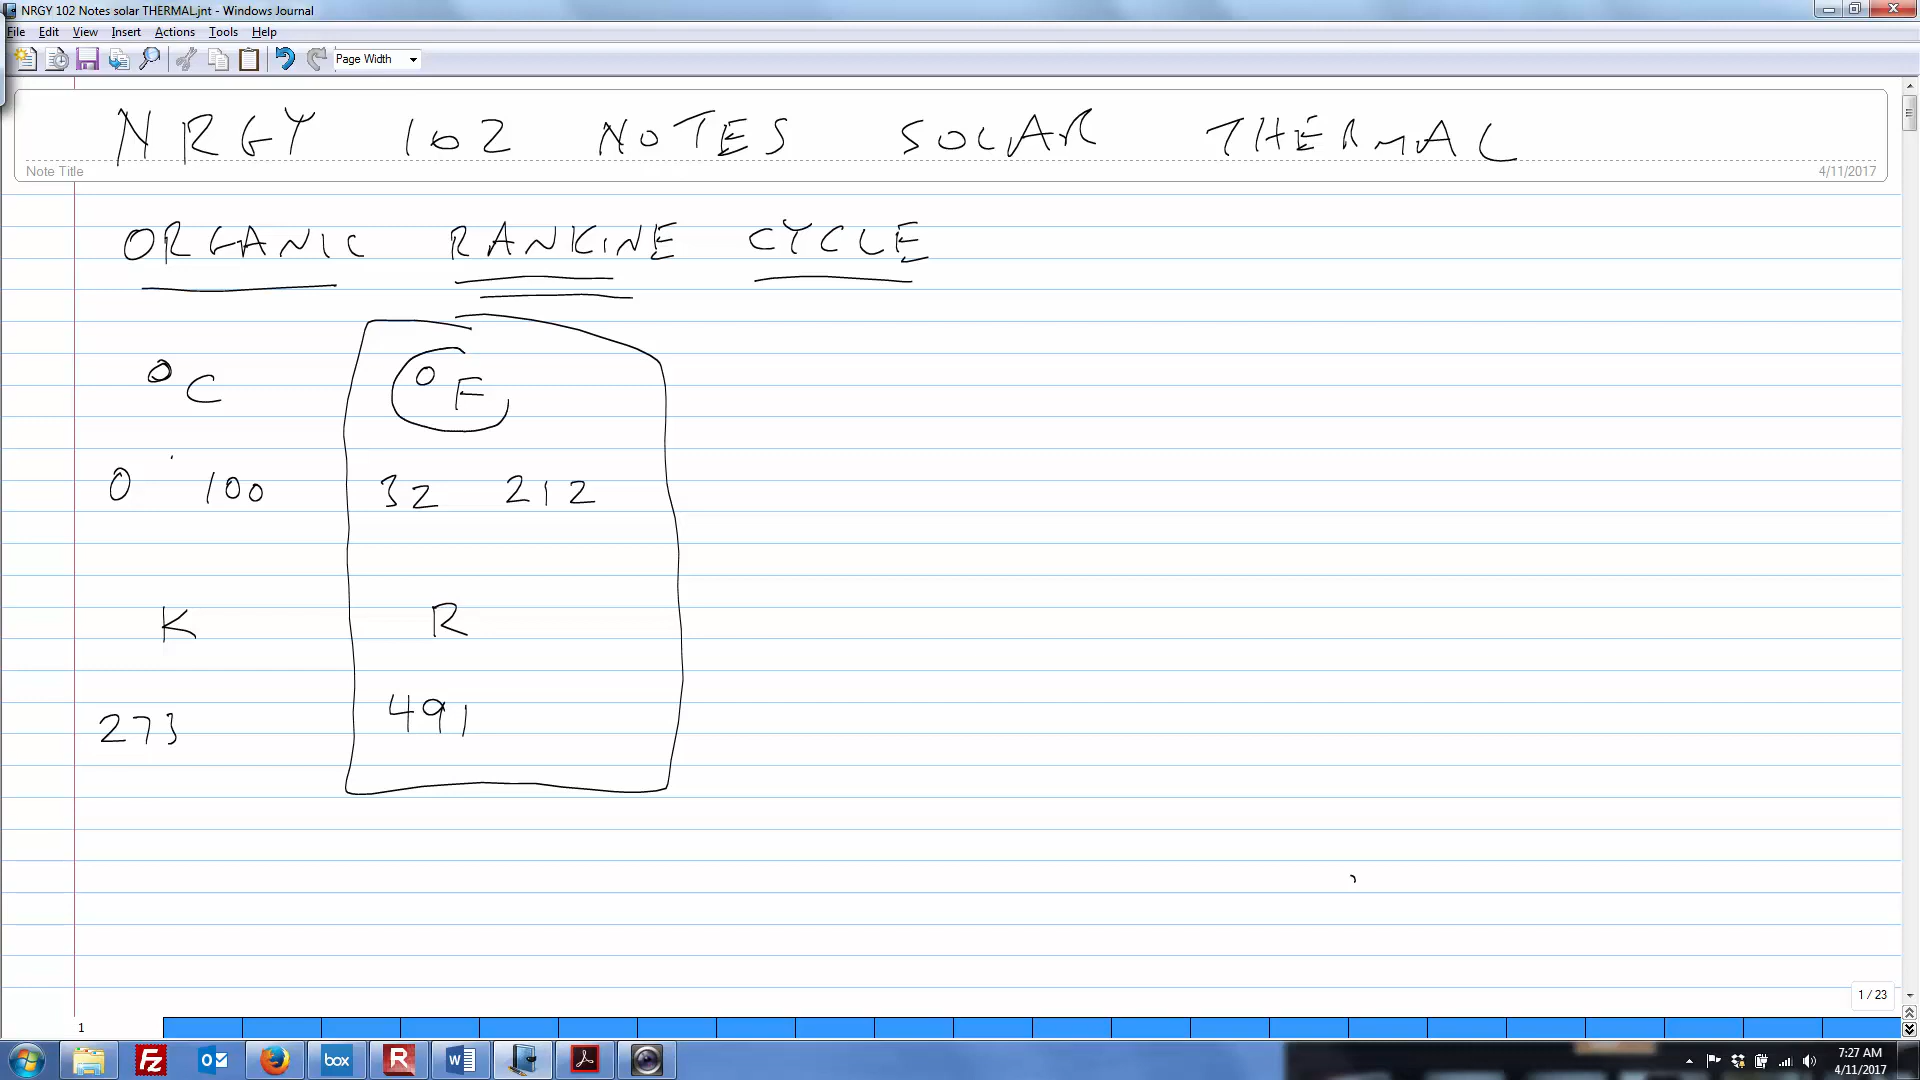 NRGY 102 Notes solar THERMAL.jnt - Windows Journal
File Edit View Insert Actions Tools Help
Page Width
NRGY 102 NOTES SOLAR THERMAL
Note Title
4/11/2017
ORGANIC RANKINE CYCLE
°C °F
0 100 32 212
K R
273 491
1 / 23
1
Fz box R W
7:27 AM
4/11/2017